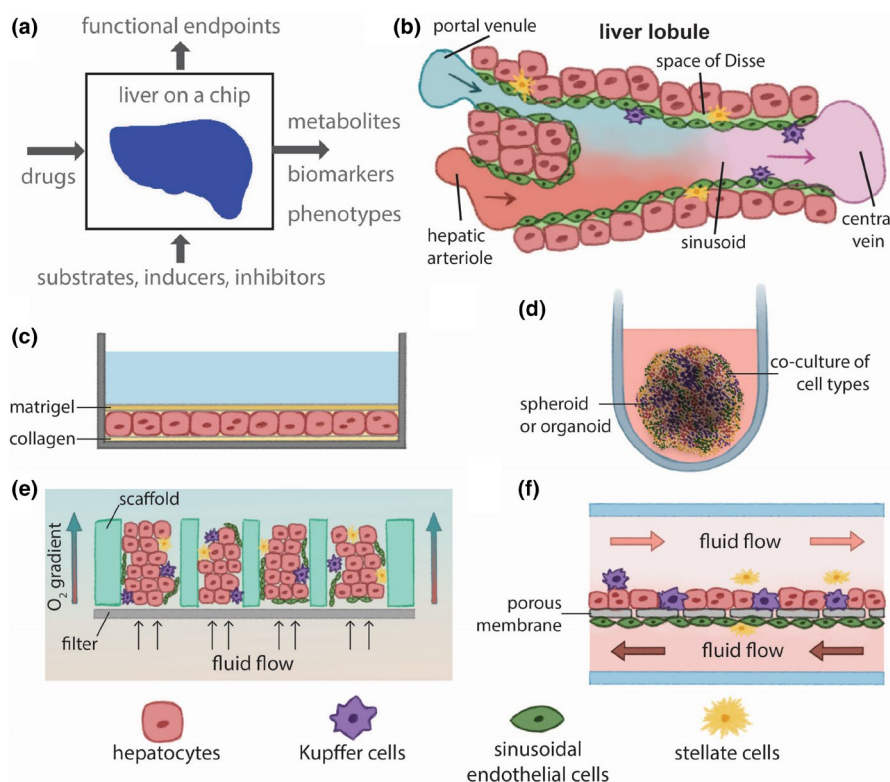 (a)
functional endpoints
liver on a chip
drugs
metabolites
biomarkers
phenotypes
substrates, inducers, inhibitors
(b)
portal venule
liver lobule
space of Disse
hepatic
arteriole
sinusoid
centra
vein
(c)
matrigel
collagen
(d)
co-culture of
cell types
spheroid
or organoid
(e)
scaffold
O₂ gradient
filter
fluid flow
(f)
fluid flow
porous
membrane
fluid flow
hepatocytes
Kupffer cells
sinusoidal
endothelial cells
stellate cells